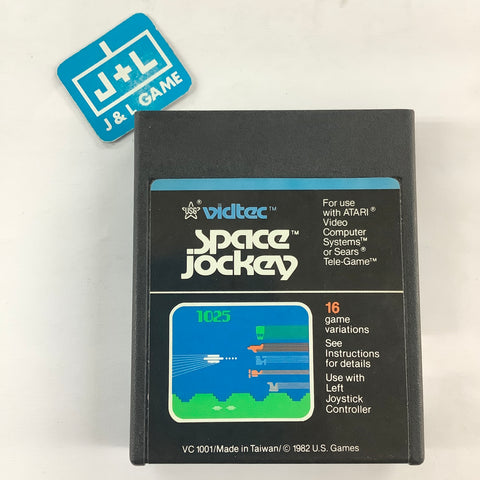 J+L
J & L GAME
USG® vidtec™
For use
with ATARI®
Video
Computer
Systems™
or Sears®
Tele-Game™
space™
jockey
1025
16
game
variations
See
Instructions
for details
Use with
Left
Joystick
Controller
VC 1001/Made in Taiwan/© 1982 U.S. Games